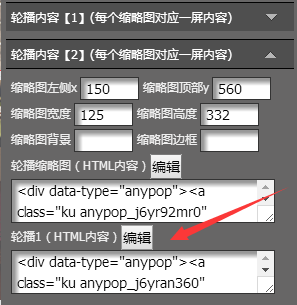 轮播内容【1】(每个缩略图对应一屏内容)
轮播内容【2】(每个缩略图对应一屏内容)
缩略图左侧x 150 缩略图顶部y 560
缩略图宽度 125 缩略图高度 332
缩略图背景 缩略图边框
轮播缩略图（HTML内容） 编辑
<div data-type="anypop"><a
class="ku anypop_j6yr92mr0"
轮播1（HTML内容） 编辑
<div data-type="anypop"><a
class="ku anypop_j6yran360"